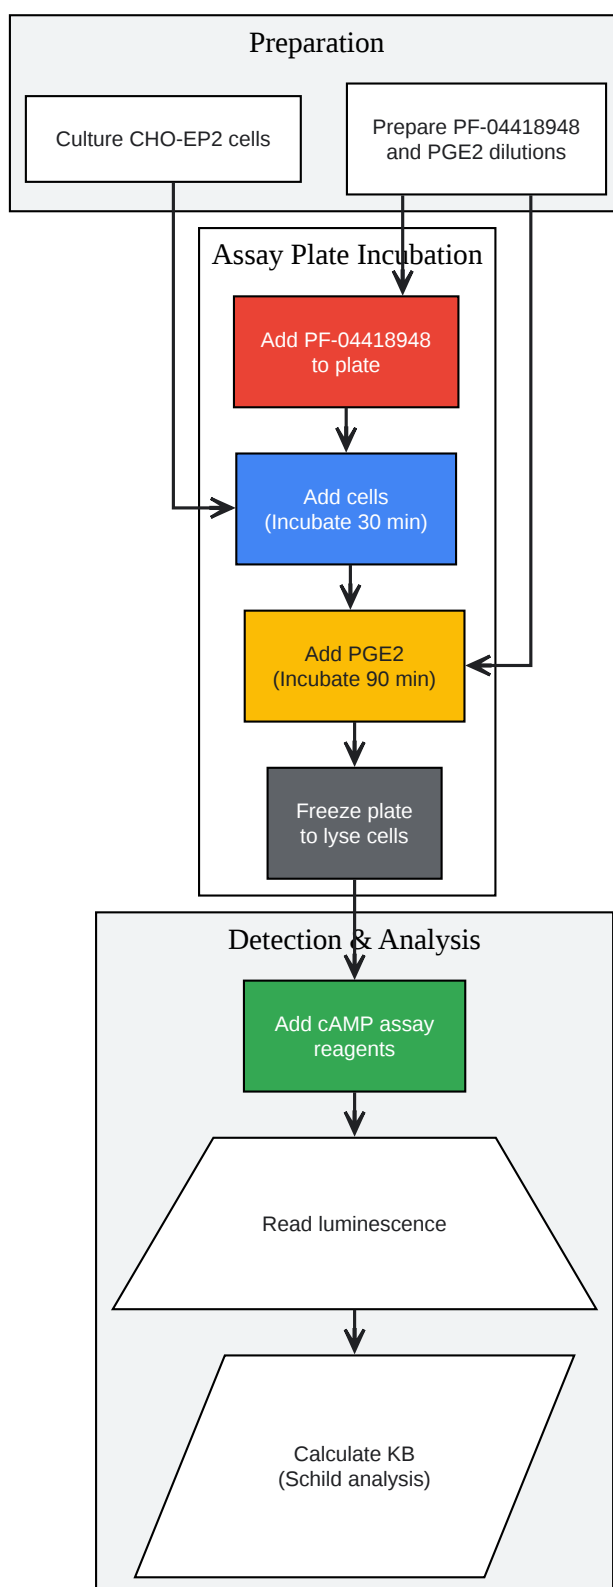 Preparation
Culture CHO-EP2 cells
Prepare PF-04418948
and PGE2 dilutions
Assay Plate Incubation
Add PF-04418948
to plate
Add cells
(Incubate 30 min)
Add PGE2
(Incubate 90 min)
Freeze plate
to lyse cells
Detection & Analysis
Add cAMP assay
reagents
Read luminescence
Calculate KB
(Schild analysis)